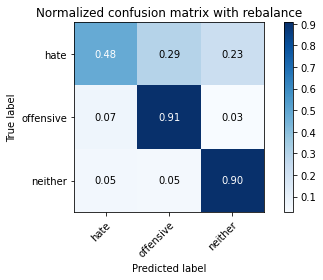 Normalized confusion matrix with rebalance
hate 0.48 0.29 0.23
offensive 0.07 0.91 0.03
neither 0.05 0.05 0.90
hate offensive neither
True label
Predicted label
0.9
0.8
0.7
0.6
0.5
0.4
0.3
0.2
0.1